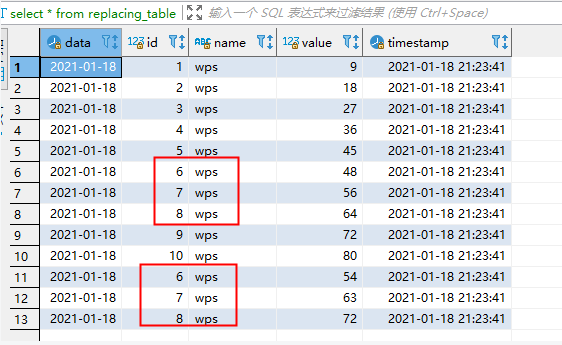 select * from replacing_table 输入一个 SQL 表达式来过滤结果 (使用 Ctrl+Space)
data 123 id ABC name 123 value timestamp
1 2021-01-18 1 wps 9 2021-01-18 21:23:41
2 2021-01-18 2 wps 18 2021-01-18 21:23:41
3 2021-01-18 3 wps 27 2021-01-18 21:23:41
4 2021-01-18 4 wps 36 2021-01-18 21:23:41
5 2021-01-18 5 wps 45 2021-01-18 21:23:41
6 2021-01-18 6 wps 48 2021-01-18 21:23:41
7 2021-01-18 7 wps 56 2021-01-18 21:23:41
8 2021-01-18 8 wps 64 2021-01-18 21:23:41
9 2021-01-18 9 wps 72 2021-01-18 21:23:41
10 2021-01-18 10 wps 80 2021-01-18 21:23:41
11 2021-01-18 6 wps 54 2021-01-18 21:23:41
12 2021-01-18 7 wps 63 2021-01-18 21:23:41
13 2021-01-18 8 wps 72 2021-01-18 21:23:41